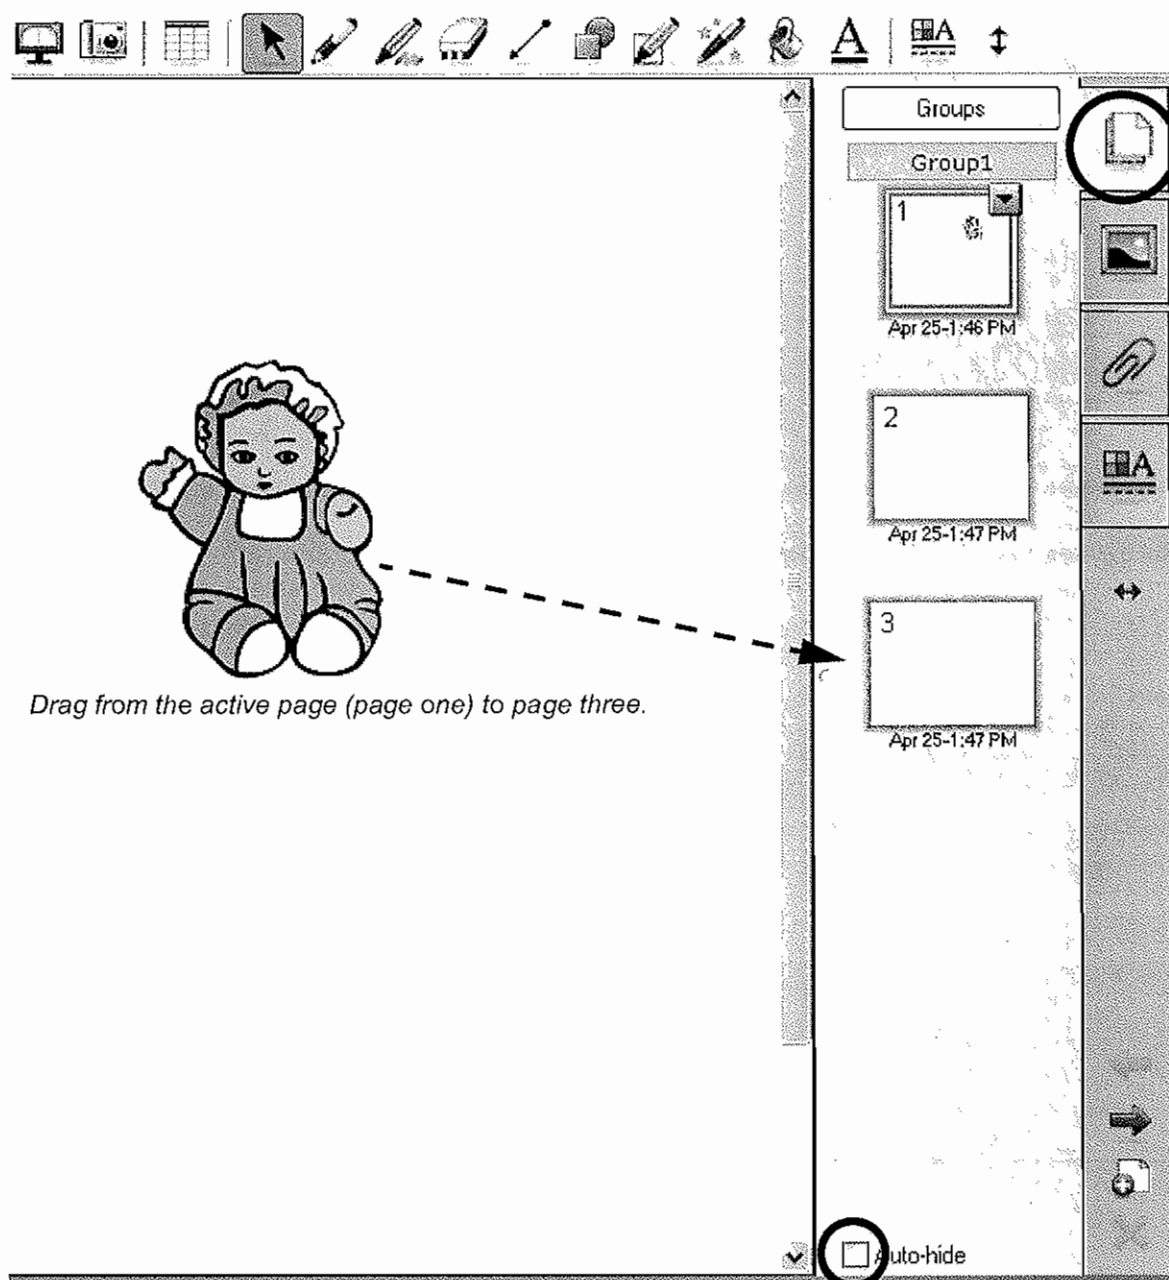 Groups
Group1
1
Apr 25-1:46 PM
2
Apr 25-1:47 PM
3
Drag from the active page (page one) to page three.
Apr 25-1:47 PM
Auto-hide